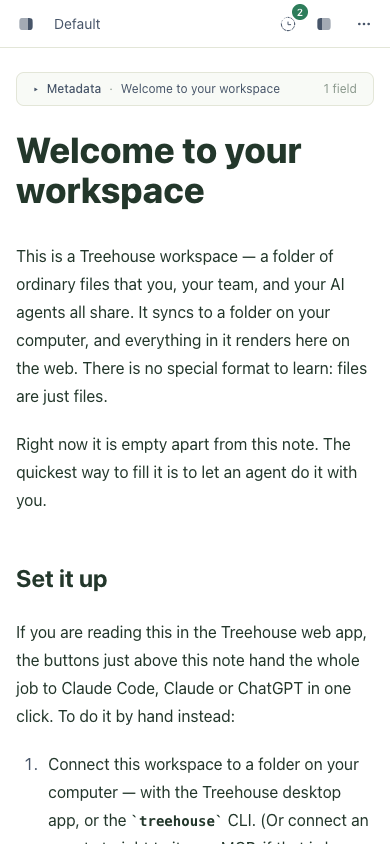 Default
2
Metadata · Welcome to your workspace 1 field
Welcome to your
workspace
This is a Treehouse workspace — a folder of
ordinary files that you, your team, and your AI
agents all share. It syncs to a folder on your
computer, and everything in it renders here on
the web. There is no special format to learn: files
are just files.
Right now it is empty apart from this note. The
quickest way to fill it is to let an agent do it with
you.
Set it up
If you are reading this in the Treehouse web app,
the buttons just above this note hand the whole
job to Claude Code, Claude or ChatGPT in one
click. To do it by hand instead:
1. Connect this workspace to a folder on your
computer — with the Treehouse desktop
app, or the `treehouse` CLI. (Or connect an